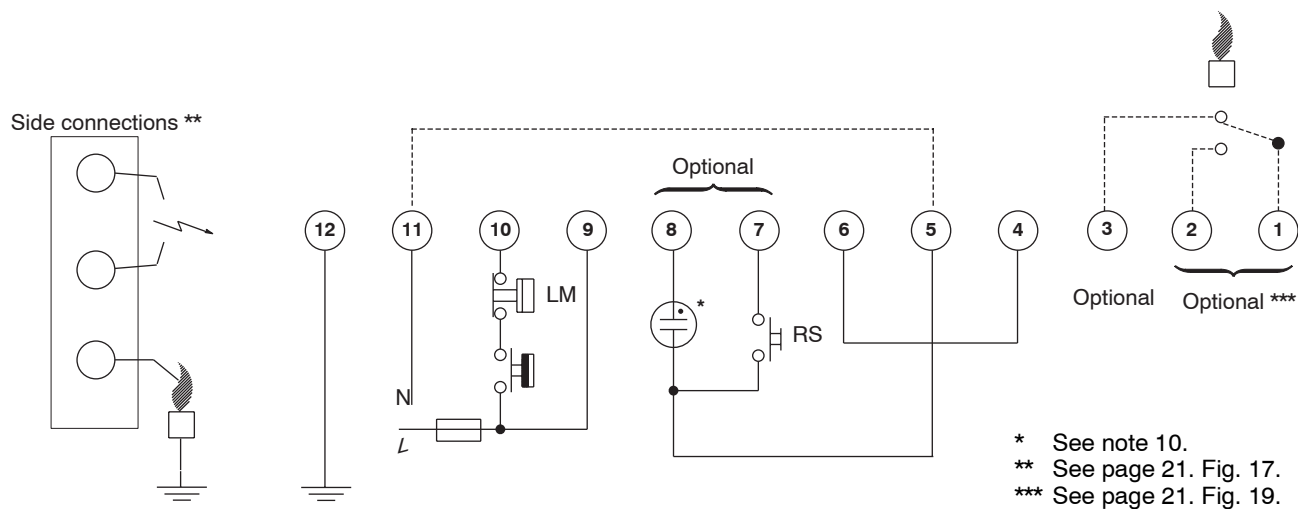 Side connections **
Optional
12 11 10 9 8 7 6 5 4 3 2 1
LM
*
Optional
Optional ***
RS
N
L
* See note 10.
** See page 21. Fig. 17.
*** See page 21. Fig. 19.